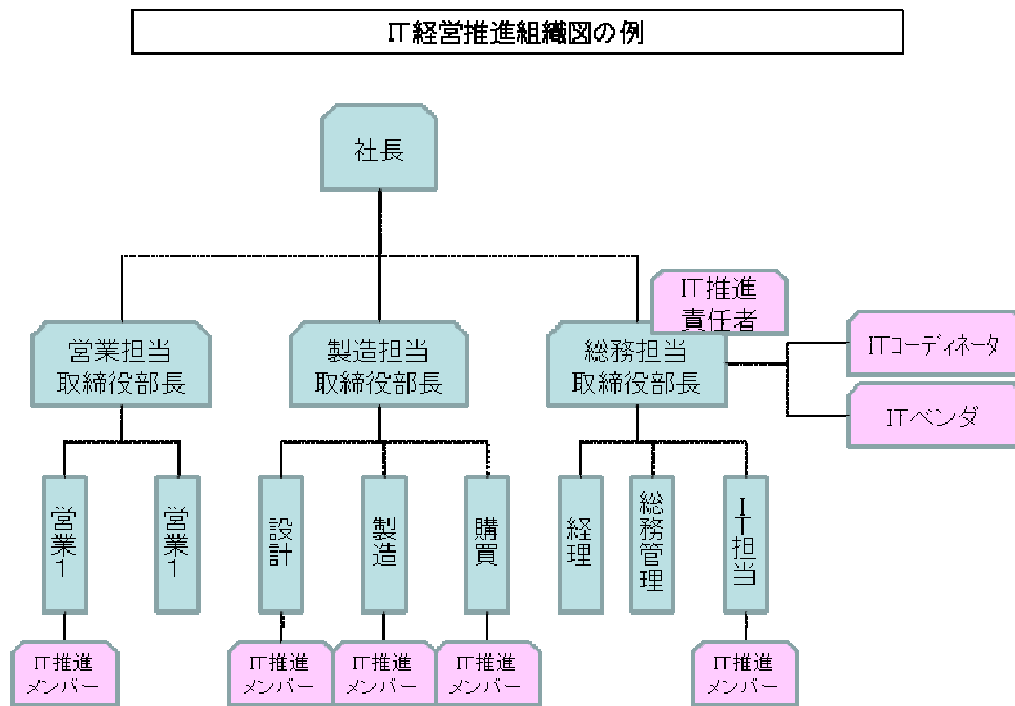 IT経営推進組織図の例
社長
IT推進
責任者
営業担当
取締役部長
製造担当
取締役部長
総務担当
取締役部長
ITコーディネータ
ITベンダ
営業1
営業1
設計
製造
購買
経理
総務管理
IT担当
IT推進
メンバー
IT推進
メンバー
IT推進
メンバー
IT推進
メンバー
IT推進
メンバー